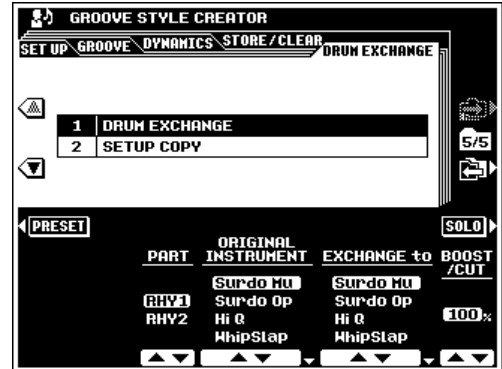 GROOVE STYLE CREATOR
SET UP GROOVE DYNAMICS STORE/CLEAR DRUM EXCHANGE
1 DRUM EXCHANGE
2 SETUP COPY
5/5
PRESET SOLO
PART ORIGINAL INSTRUMENT EXCHANGE to BOOST /CUT
Surdo Mu Surdo Mu
RHY1 Surdo Op Surdo Op
RHY2 Hi Q Hi Q 100%
WhipSlap WhipSlap